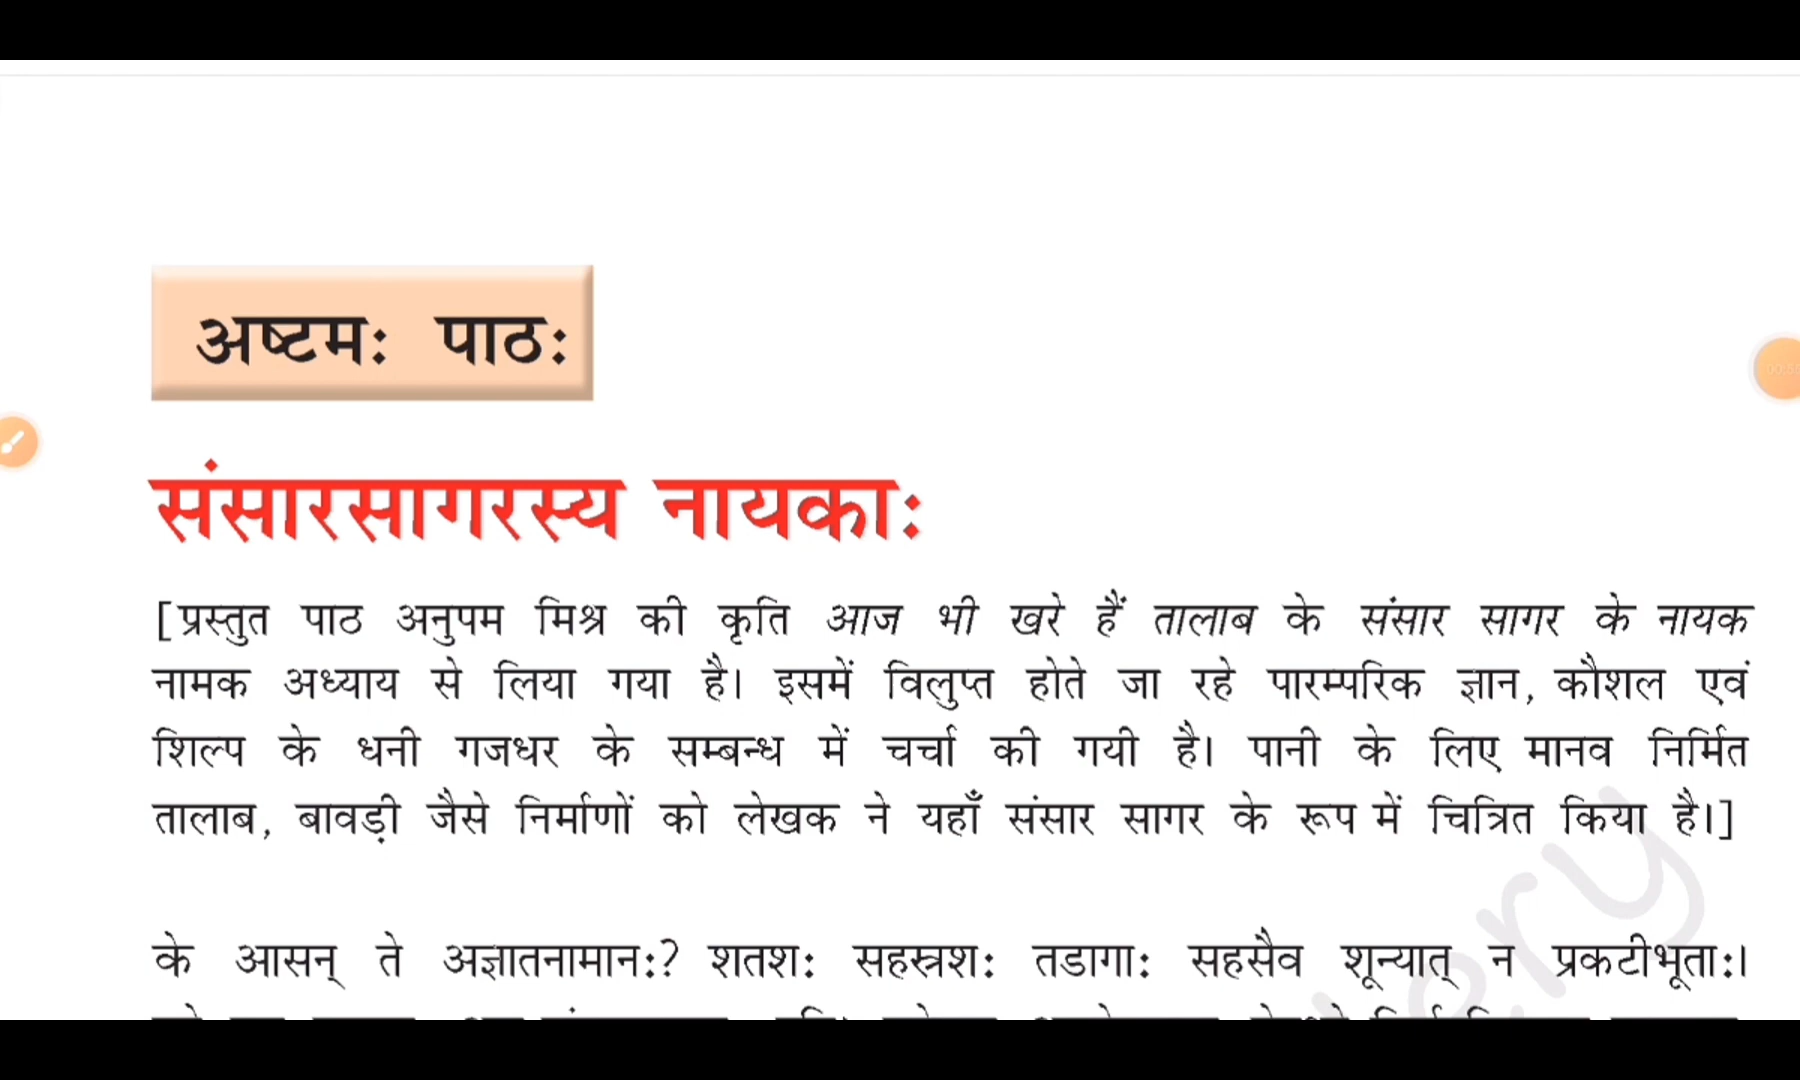 अष्टमः पाठः
संसारसागरस्य नायकाः
[प्रस्तुत पाठ अनुपम मिश्र की कृति आज भी खरे हैं तालाब के संसार सागर के नायक
नामक अध्याय से लिया गया है। इसमें विलुप्त होते जा रहे पारम्परिक ज्ञान, कौशल एवं
शिल्प के धनी गजधर के सम्बन्ध में चर्चा की गयी है। पानी के लिए मानव निर्मित
तालाब, बावड़ी जैसे निर्माणों को लेखक ने यहाँ संसार सागर के रूप में चित्रित किया है।]
के आसन् ते अज्ञातनामानः? शतशः सहस्रशः तडागाः सहसैव शून्यात् न प्रकटीभूताः।